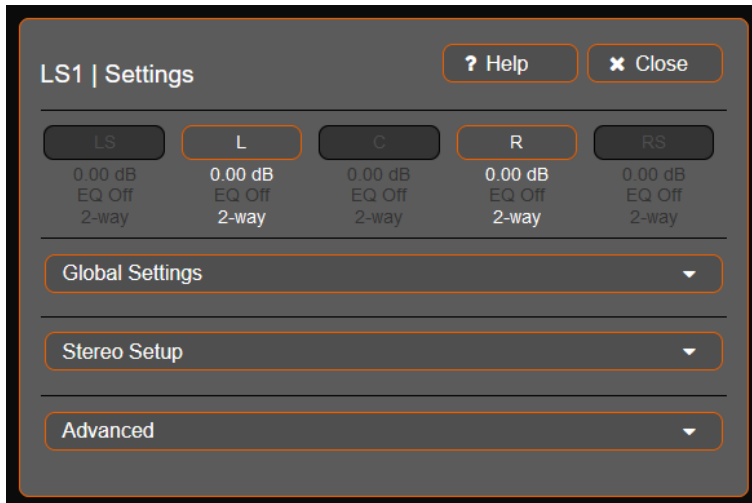 LS1 | Settings
? Help
✖ Close
LS L C R RS
0.00 dB 0.00 dB 0.00 dB 0.00 dB 0.00 dB
EQ Off EQ Off EQ Off EQ Off EQ Off
2-way 2-way 2-way 2-way 2-way
Global Settings
Stereo Setup
Advanced